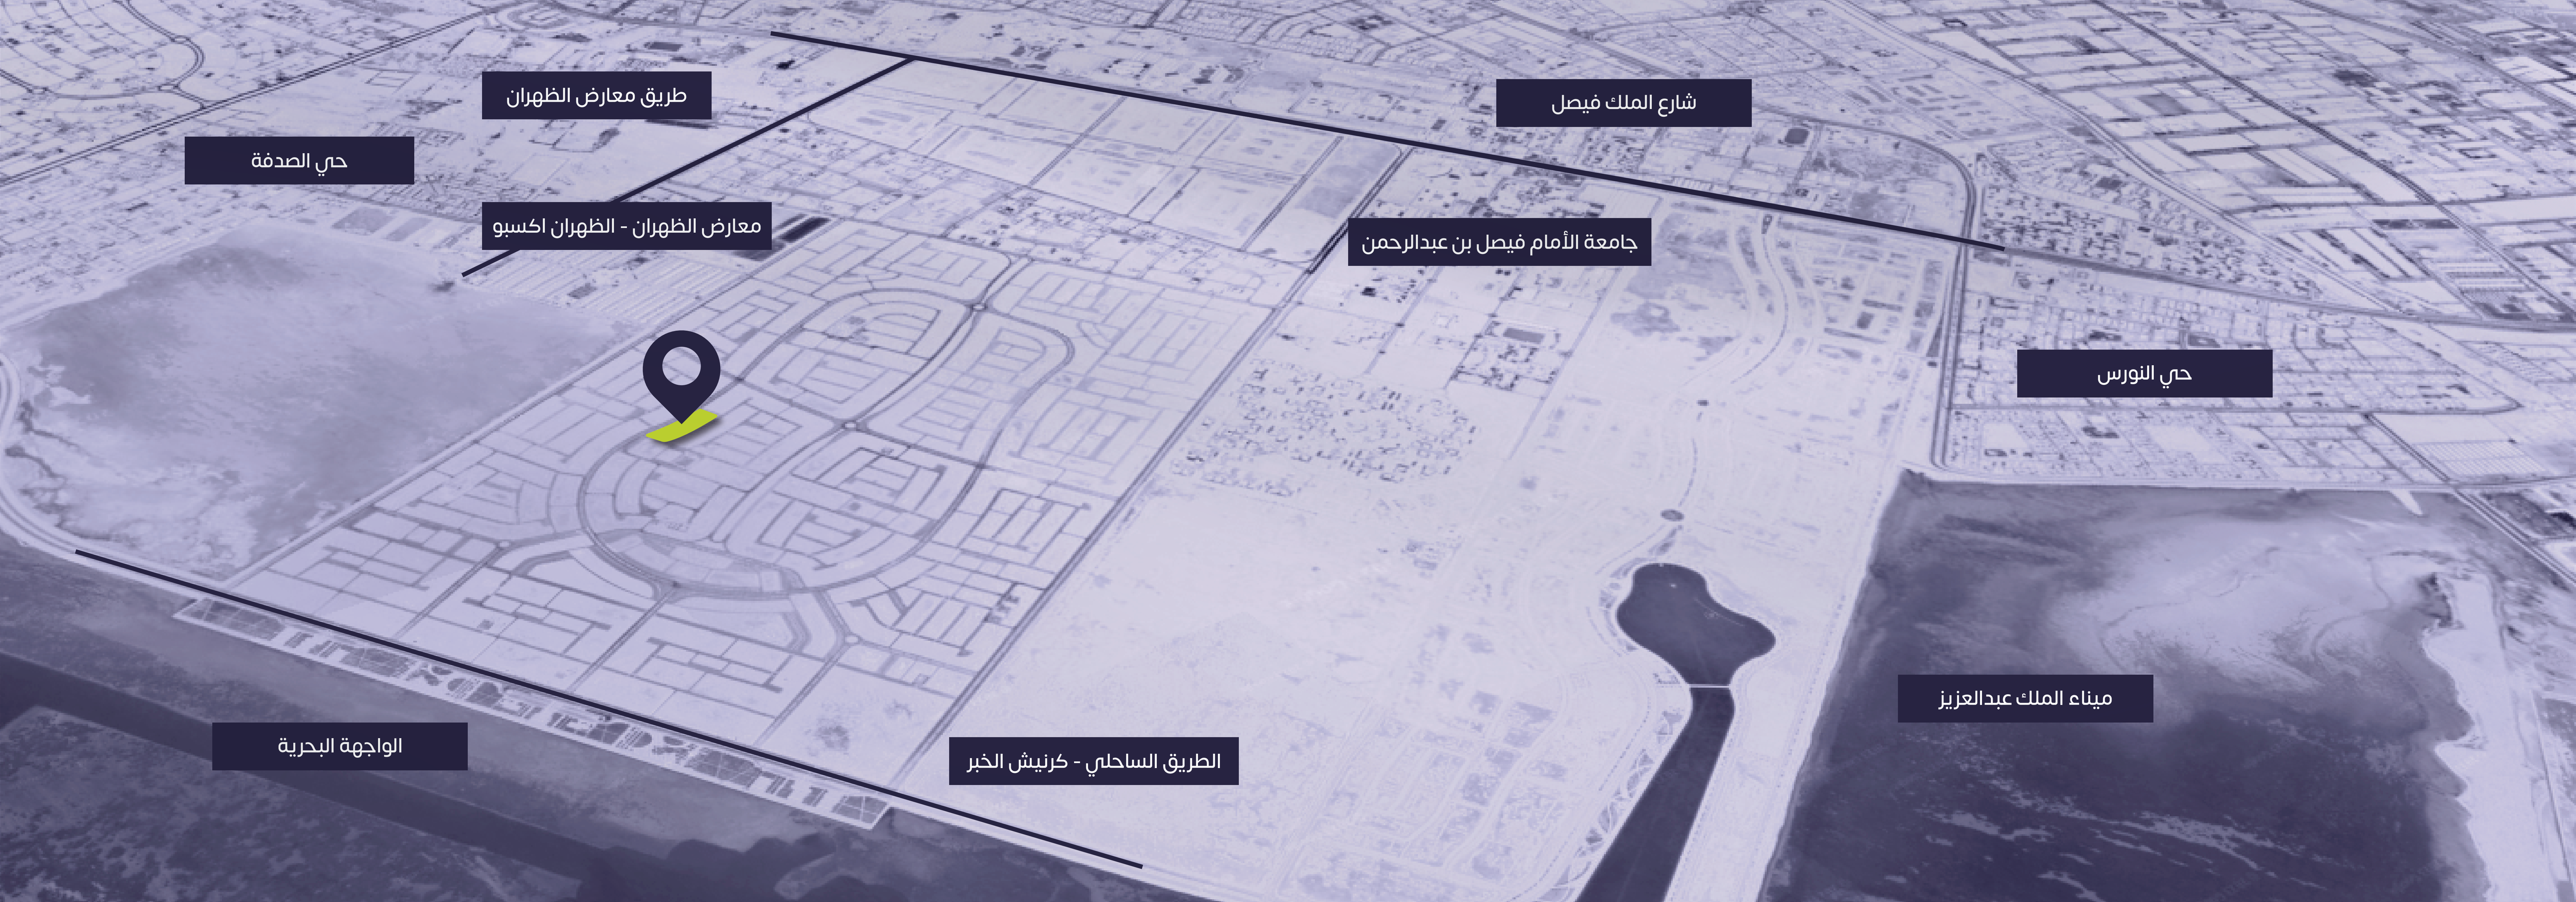 طريق معارض الظهران
شارع الملك فيصل
حي الصدفة
معارض الظهران - الظهران اكسبو
جامعة الأمام فيصل بن عبدالرحمن
حي النورس
ميناء الملك عبدالعزيز
الواجهة البحرية
الطريق الساحلي - كرنيش الخبر